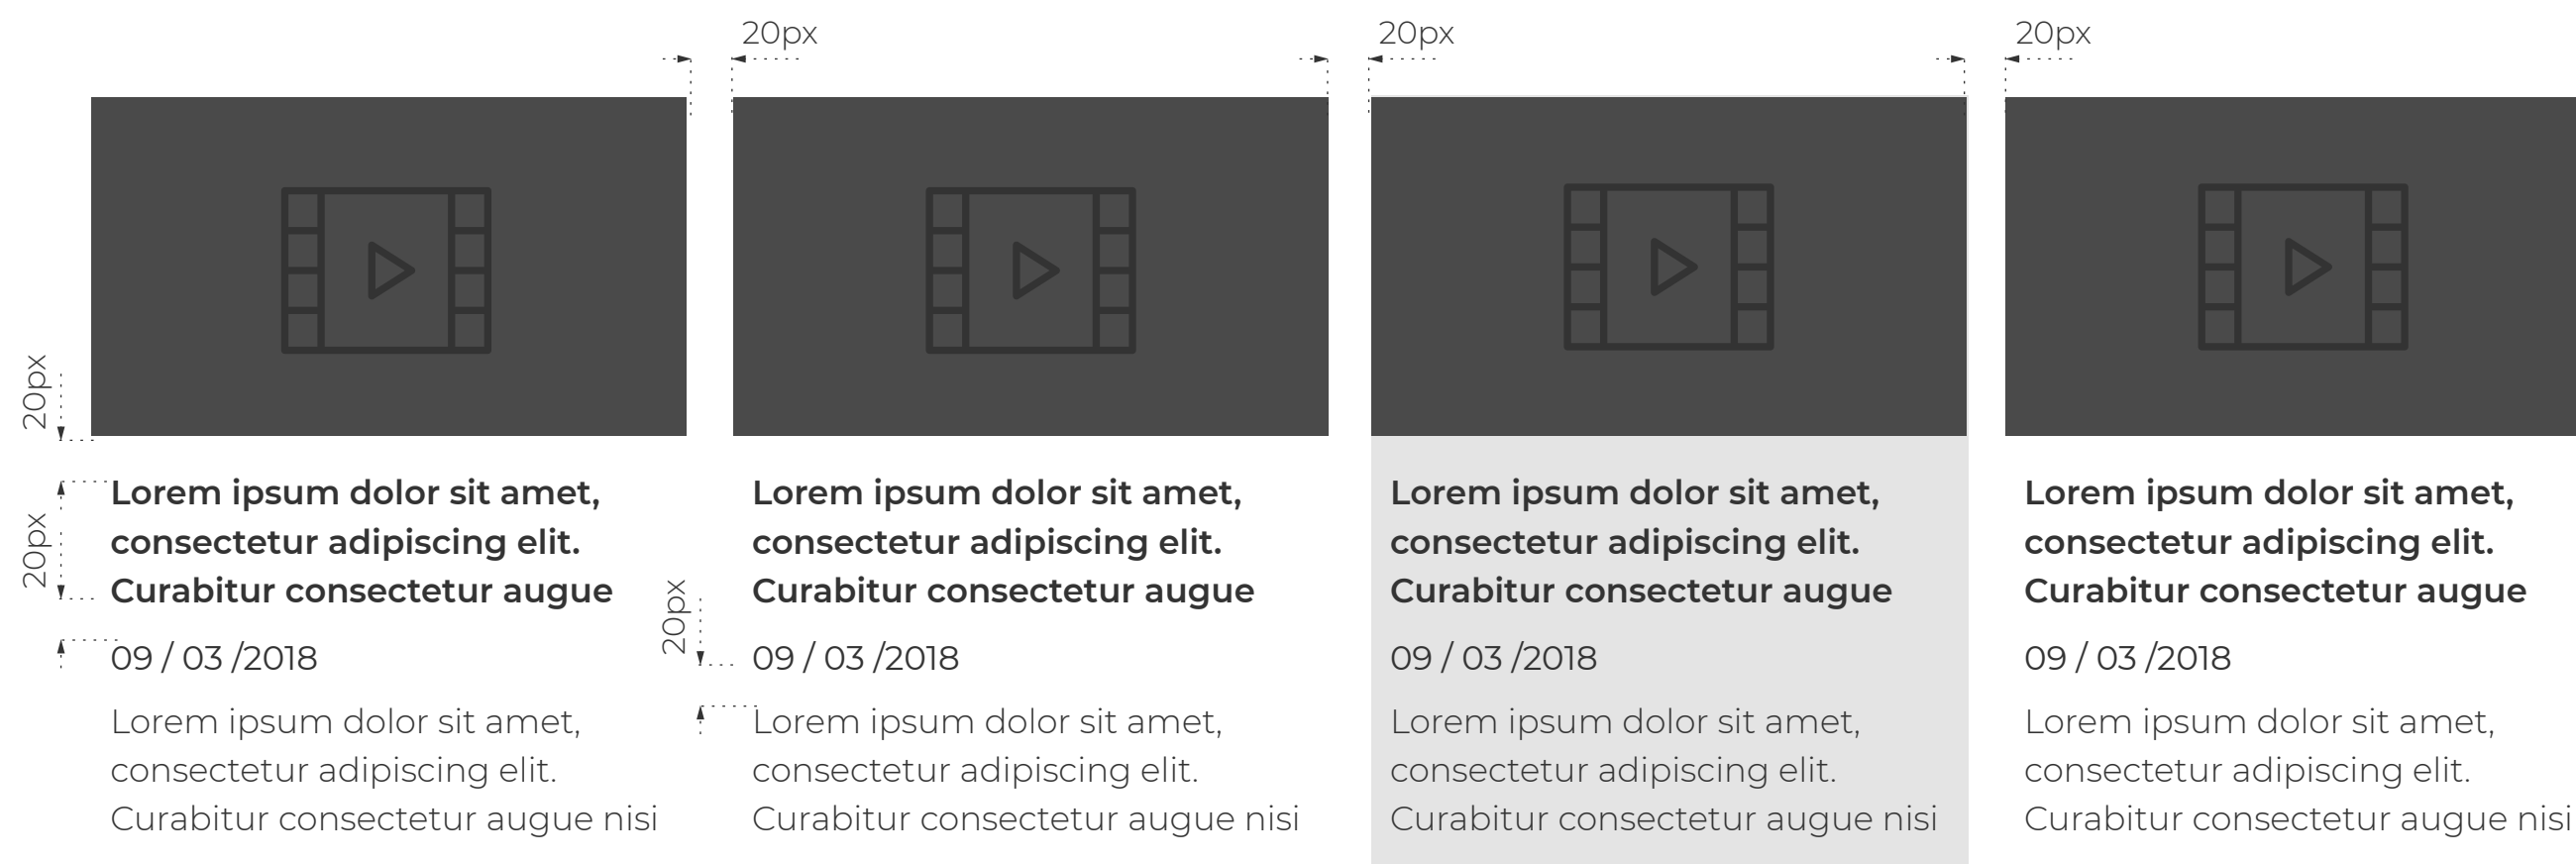 20px
20px
20px
20px
20px
20px
Lorem ipsum dolor sit amet,
consectetur adipiscing elit.
Curabitur consectetur augue
09 / 03 /2018
Lorem ipsum dolor sit amet,
consectetur adipiscing elit.
Curabitur consectetur augue nisi
Lorem ipsum dolor sit amet,
consectetur adipiscing elit.
Curabitur consectetur augue
09 / 03 /2018
Lorem ipsum dolor sit amet,
consectetur adipiscing elit.
Curabitur consectetur augue nisi
Lorem ipsum dolor sit amet,
consectetur adipiscing elit.
Curabitur consectetur augue
09 / 03 /2018
Lorem ipsum dolor sit amet,
consectetur adipiscing elit.
Curabitur consectetur augue nisi
Lorem ipsum dolor sit amet,
consectetur adipiscing elit.
Curabitur consectetur augue
09 / 03 /2018
Lorem ipsum dolor sit amet,
consectetur adipiscing elit.
Curabitur consectetur augue nisi